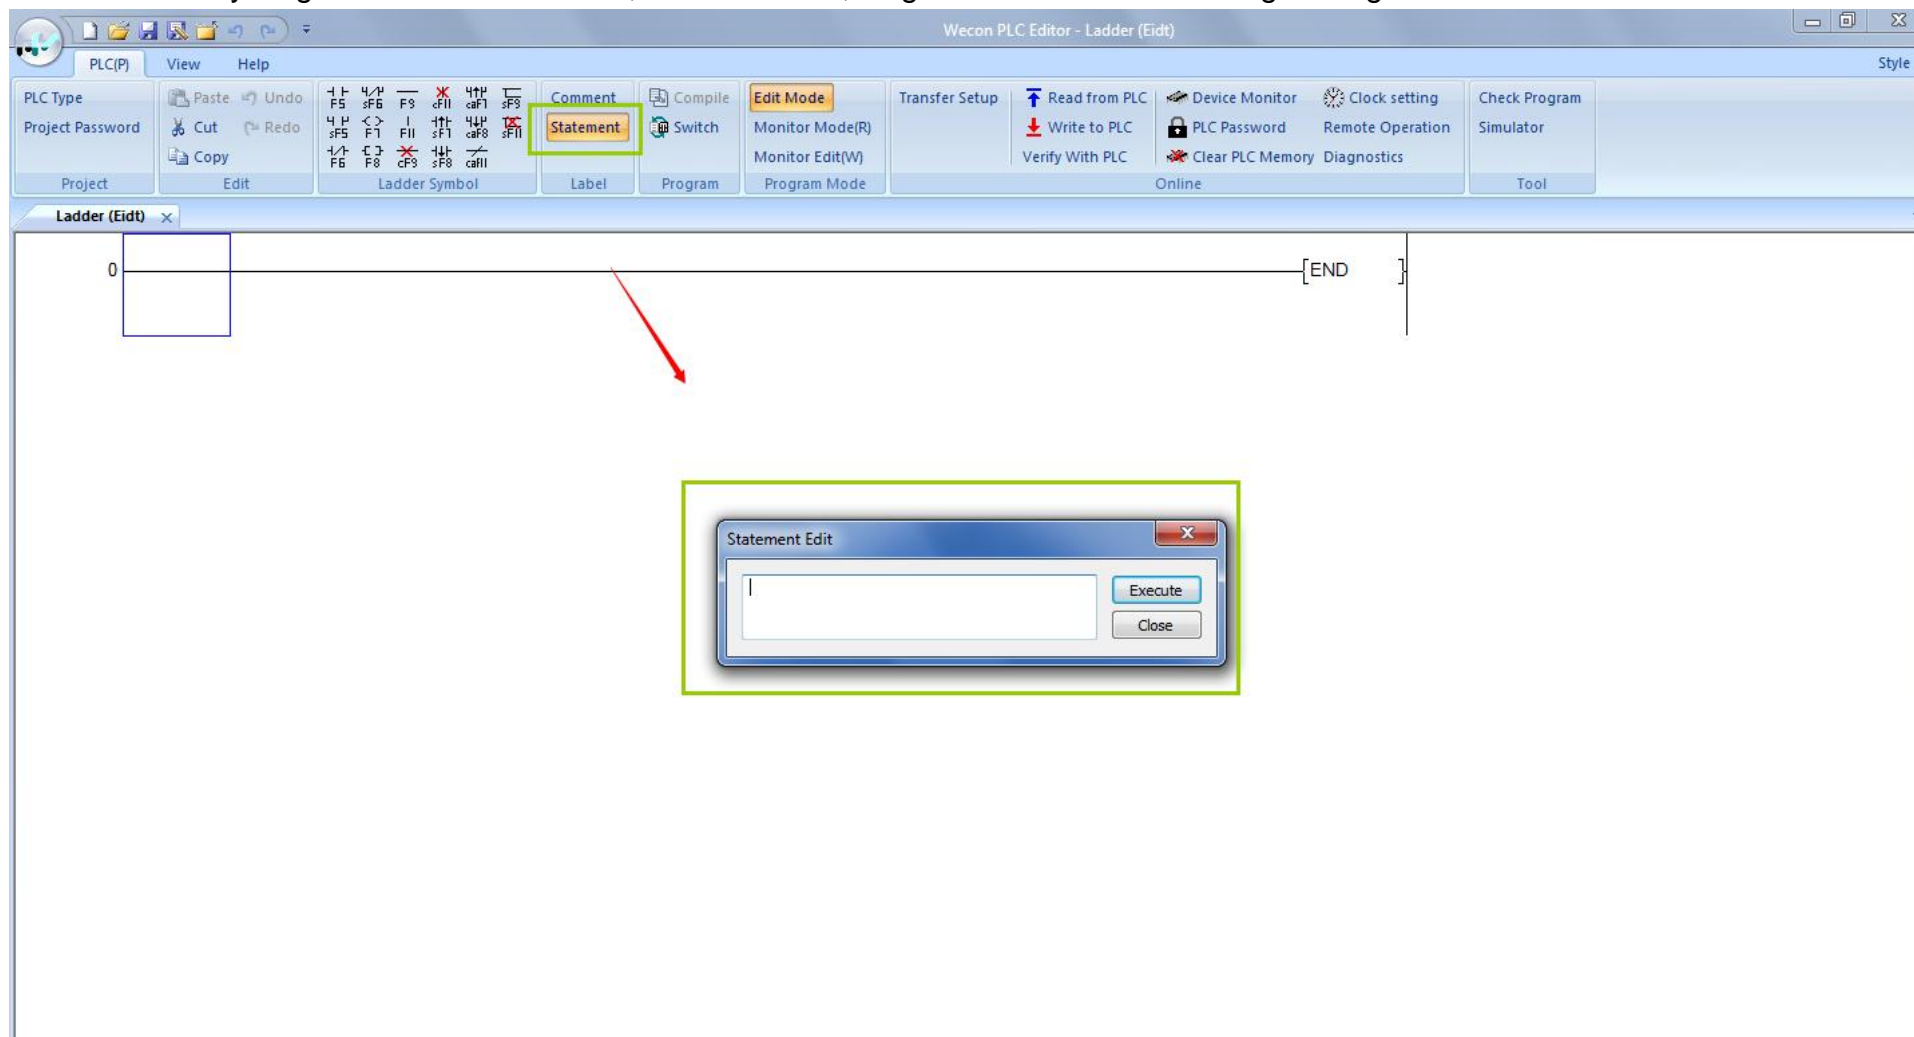 Wecon PLC Editor - Ladder (Eidt)
PLC(P) View Help Style
PLC Type Paste Undo F5 sF6 F9 cF11 caF1 sF9 Comment Compile Edit Mode Transfer Setup Read from PLC Device Monitor Clock setting Check Program
Project Password Cut Redo sF5 F7 F11 sF7 caF8 sF11 Statement Switch Monitor Mode(R) Write to PLC PLC Password Remote Operation Simulator
Copy F6 F8 cF9 sF8 caF11 Monitor Edit(W) Verify With PLC Clear PLC Memory Diagnostics
Project Edit Ladder Symbol Label Program Program Mode Online Tool
Ladder (Eidt)
0 [END ]
Statement Edit
Execute
Close